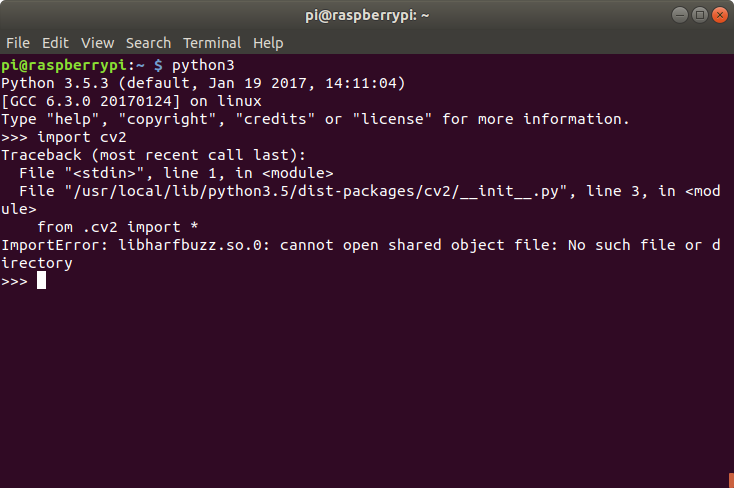 pi@raspberrypi: ~
File Edit View Search Terminal Help
pi@raspberrypi:~ $ python3
Python 3.5.3 (default, Jan 19 2017, 14:11:04)
[GCC 6.3.0 20170124] on linux
Type "help", "copyright", "credits" or "license" for more information.
>>> import cv2
Traceback (most recent call last):
  File "<stdin>", line 1, in <module>
  File "/usr/local/lib/python3.5/dist-packages/cv2/__init__.py", line 3, in <mod
ule>
    from .cv2 import *
ImportError: libharfbuzz.so.0: cannot open shared object file: No such file or d
irectory
>>>